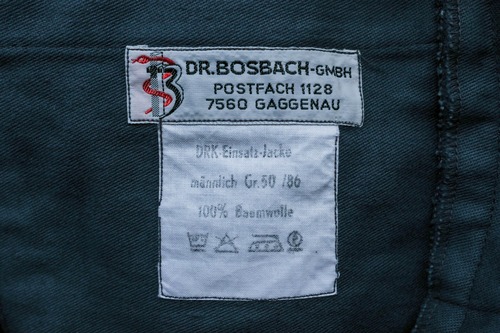 DR.BOSBACH-GMBH
POSTFACH 1128
7560 GAGGENAU
DRK-Einsatz-Jacke
männlich Gr.50 /86
100% Baumwolle